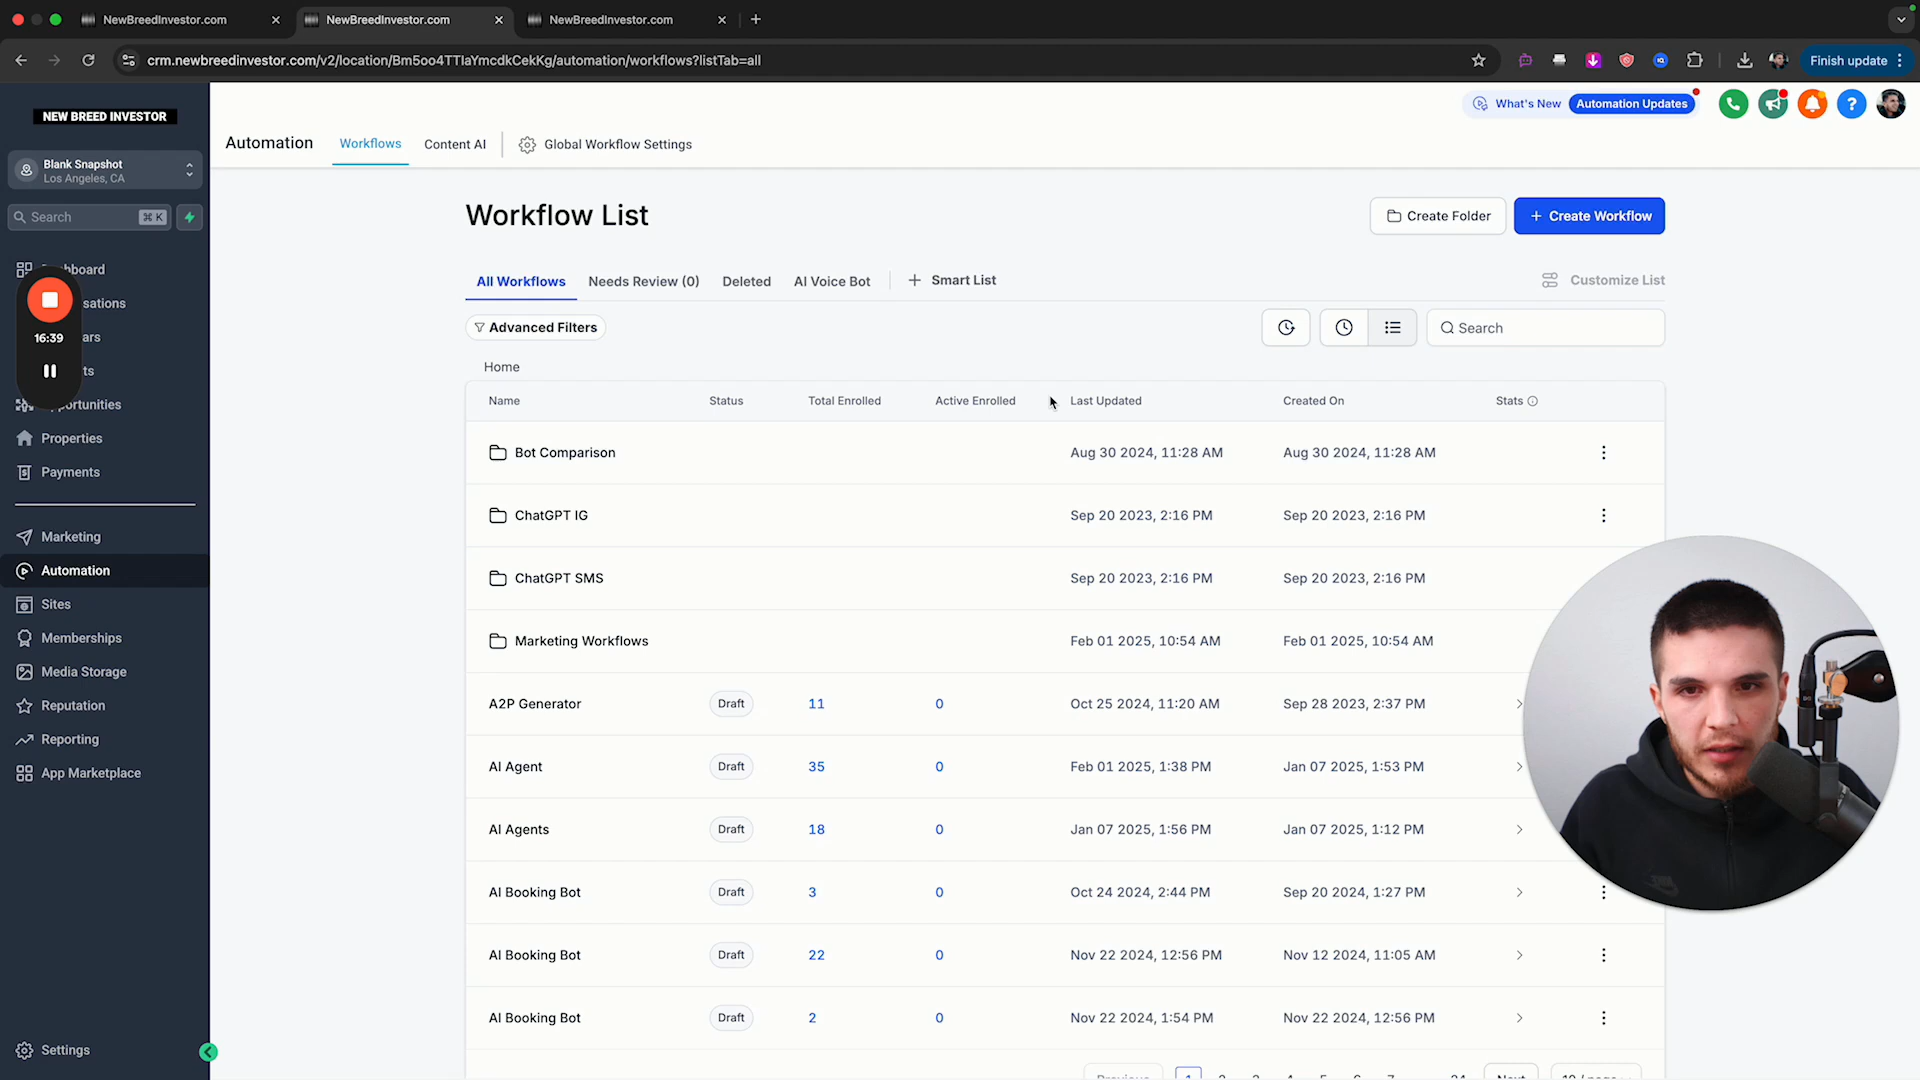 NewBreedInvestor.com
NewBreedInvestor.com
NewBreedInvestor.com
crm.newbreedinvestor.com/v2/location/Bm5oo4TTIaYmcdkCekKg/automation/workflows?listTab=all
Finish update
NEW BREED INVESTOR
What's New
Automation Updates
Automation
Workflows
Content AI
Global Workflow Settings
Blank Snapshot
Los Angeles, CA
Search
⌘ K
Workflow List
Create Folder
+ Create Workflow
All Workflows
Needs Review (0)
Deleted
AI Voice Bot
+ Smart List
Customize List
Advanced Filters
Search
16:39
Properties
Payments
Marketing
Automation
Sites
Memberships
Media Storage
Reputation
Reporting
App Marketplace
Settings
Home
Name Status Total Enrolled Active Enrolled Last Updated Created On Stats
Bot Comparison Aug 30 2024, 11:28 AM Aug 30 2024, 11:28 AM
ChatGPT IG Sep 20 2023, 2:16 PM Sep 20 2023, 2:16 PM
ChatGPT SMS Sep 20 2023, 2:16 PM Sep 20 2023, 2:16 PM
Marketing Workflows Feb 01 2025, 10:54 AM Feb 01 2025, 10:54 AM
A2P Generator Draft 11 0 Oct 25 2024, 11:20 AM Sep 28 2023, 2:37 PM
AI Agent Draft 35 0 Feb 01 2025, 1:38 PM Jan 07 2025, 1:53 PM
AI Agents Draft 18 0 Jan 07 2025, 1:56 PM Jan 07 2025, 1:12 PM
AI Booking Bot Draft 3 0 Oct 24 2024, 2:44 PM Sep 20 2024, 1:27 PM
AI Booking Bot Draft 22 0 Nov 22 2024, 12:56 PM Nov 12 2024, 11:05 AM
AI Booking Bot Draft 2 0 Nov 22 2024, 1:54 PM Nov 22 2024, 12:56 PM